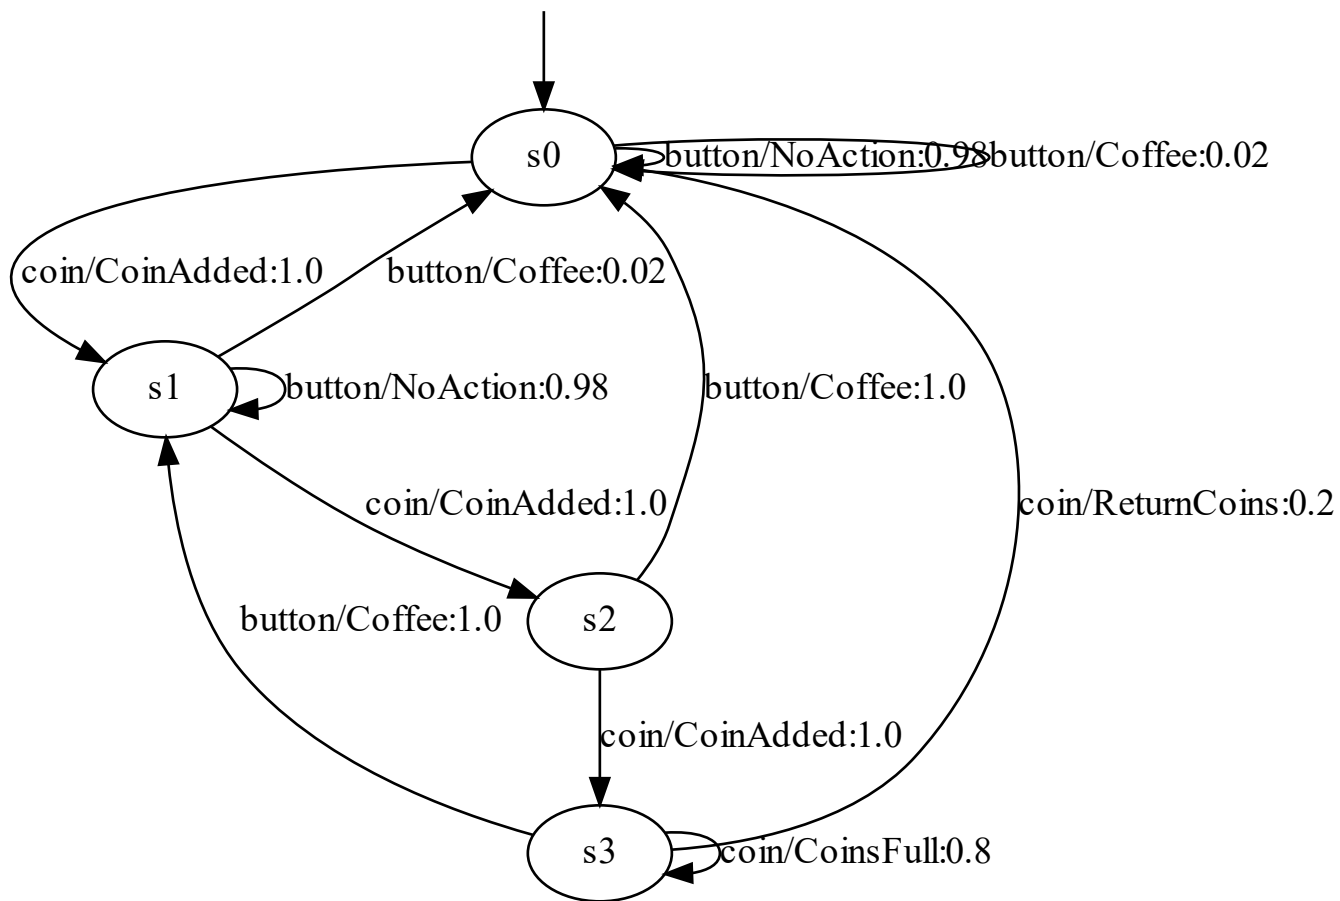 s0
button/NoAction:0.98
button/Coffee:0.02
coin/CoinAdded:1.0
button/Coffee:0.02
s1
button/NoAction:0.98
button/Coffee:1.0
coin/CoinAdded:1.0
coin/ReturnCoins:0.2
button/Coffee:1.0
s2
coin/CoinAdded:1.0
s3
coin/CoinsFull:0.8